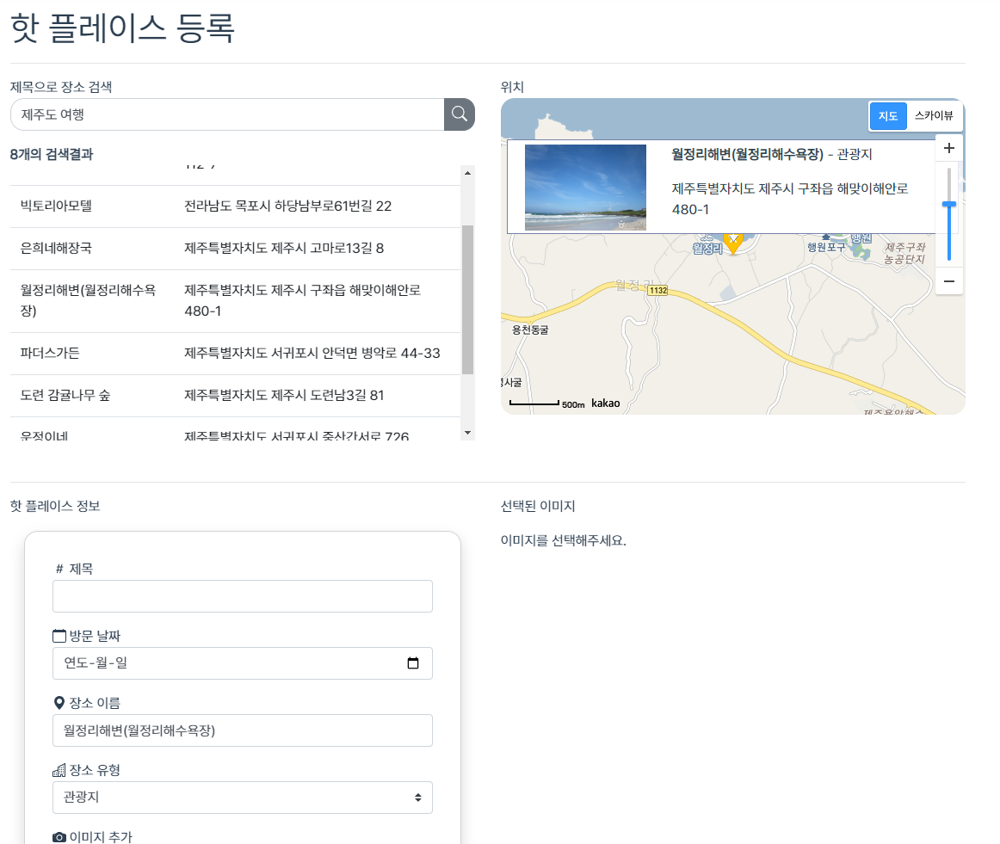 핫 플레이스 등록
제목으로 장소 검색
제주도 여행
8개의 검색결과
112-7
빅토리아모텔 전라남도 목포시 하당남부로61번길 22
은희네해장국 제주특별자치도 제주시 고마로13길 8
월정리해변(월정리해수욕장) 제주특별자치도 제주시 구좌읍 해맞이해안로 480-1
파더스가든 제주특별자치도 서귀포시 안덕면 병악로 44-33
도련 감귤나무 숲 제주특별자치도 제주시 도련남3길 81
운정이네 제주특별자치도 서귀포시 중산간서로 726
위치
지도 스카이뷰
월정리해변(월정리해수욕장) - 관광지
제주특별자치도 제주시 구좌읍 해맞이해안로
480-1
월정리
행원포구
행원
제주구좌
농공단지
월정리
1132
용천동굴
사굴
500m kakao
핫 플레이스 정보
# 제목
방문 날짜
연도-월-일
장소 이름
월정리해변(월정리해수욕장)
장소 유형
관광지
이미지 추가
선택된 이미지
이미지를 선택해주세요.